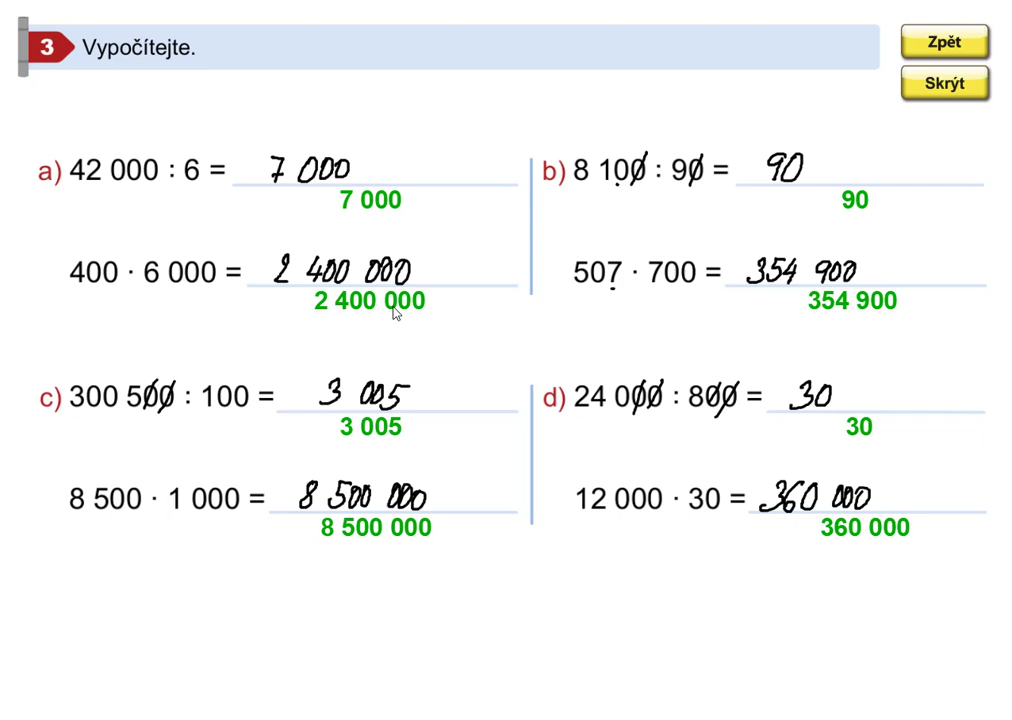 3 Vypočítejte.
Zpět
Skrýt
a) 42 000 : 6 = 7 000
7 000
400 · 6 000 = 2 400 000
2 400 000
b) 8 100 : 90 = 90
90
507 · 700 = 354 900
354 900
c) 300 500 : 100 = 3 005
3 005
8 500 · 1 000 = 8 500 000
8 500 000
d) 24 000 : 800 = 30
30
12 000 · 30 = 360 000
360 000